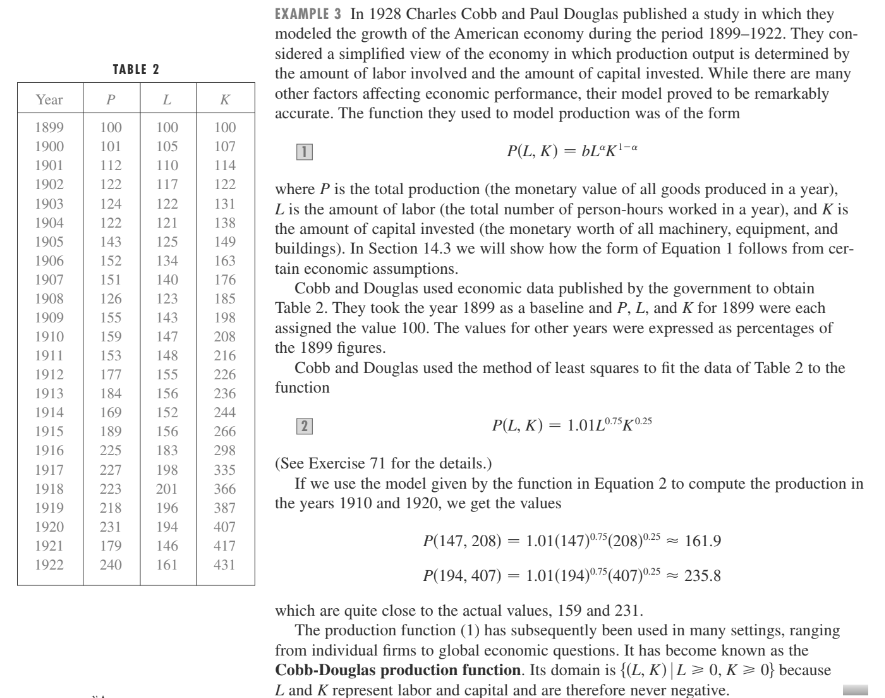 TABLE 2
Year P L K
1899 100 100 100
1900 101 105 107
1901 112 110 114
1902 122 117 122
1903 124 122 131
1904 122 121 138
1905 143 125 149
1906 152 134 163
1907 151 140 176
1908 126 123 185
1909 155 143 198
1910 159 147 208
1911 153 148 216
1912 177 155 226
1913 184 156 236
1914 169 152 244
1915 189 156 266
1916 225 183 298
1917 227 198 335
1918 223 201 366
1919 218 196 387
1920 231 194 407
1921 179 146 417
1922 240 161 431
EXAMPLE 3 In 1928 Charles Cobb and Paul Douglas published a study in which they
modeled the growth of the American economy during the period 1899–1922. They con-
sidered a simplified view of the economy in which production output is determined by
the amount of labor involved and the amount of capital invested. While there are many
other factors affecting economic performance, their model proved to be remarkably
accurate. The function they used to model production was of the form
1 P(L, K) = bL^αK^(1−α)
where P is the total production (the monetary value of all goods produced in a year),
L is the amount of labor (the total number of person-hours worked in a year), and K is
the amount of capital invested (the monetary worth of all machinery, equipment, and
buildings). In Section 14.3 we will show how the form of Equation 1 follows from cer-
tain economic assumptions.
Cobb and Douglas used economic data published by the government to obtain
Table 2. They took the year 1899 as a baseline and P, L, and K for 1899 were each
assigned the value 100. The values for other years were expressed as percentages of
the 1899 figures.
Cobb and Douglas used the method of least squares to fit the data of Table 2 to the
function
2 P(L, K) = 1.01L^0.75K^0.25
(See Exercise 71 for the details.)
If we use the model given by the function in Equation 2 to compute the production in
the years 1910 and 1920, we get the values
P(147, 208) = 1.01(147)^0.75(208)^0.25 ≈ 161.9
P(194, 407) = 1.01(194)^0.75(407)^0.25 ≈ 235.8
which are quite close to the actual values, 159 and 231.
The production function (1) has subsequently been used in many settings, ranging
from individual firms to global economic questions. It has become known as the
Cobb-Douglas production function. Its domain is {(L, K) | L ⩾ 0, K ⩾ 0} because
L and K represent labor and capital and are therefore never negative.